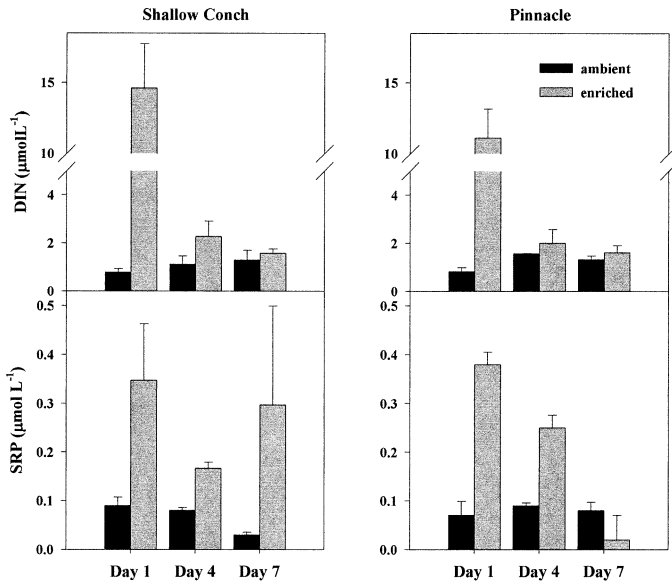 Shallow Conch
Pinnacle
DIN (µmolL⁻¹)
15
10
4
2
0
15
10
4
2
0
ambient
enriched
SRP (µmol L⁻¹)
0.5
0.4
0.3
0.2
0.1
0.0
0.5
0.4
0.3
0.2
0.1
0.0
Day 1 Day 4 Day 7
Day 1 Day 4 Day 7